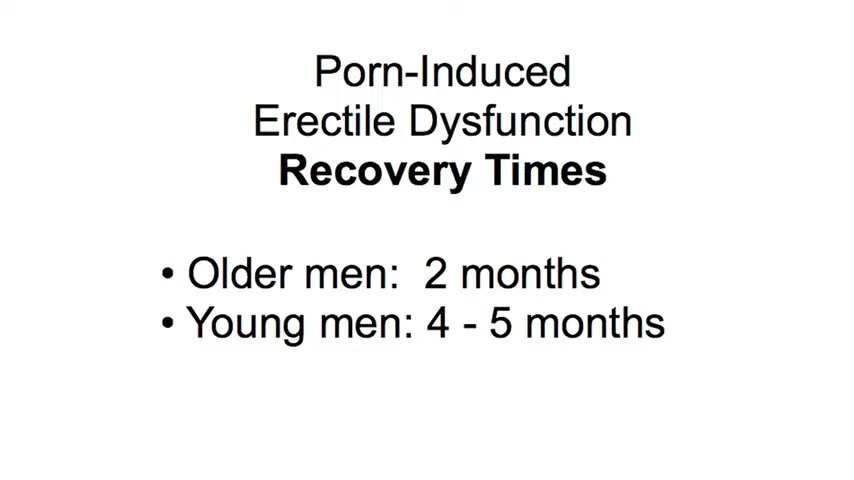 Porn-Induced
Erectile Dysfunction
Recovery Times
• Older men: 2 months
• Young men: 4 - 5 months